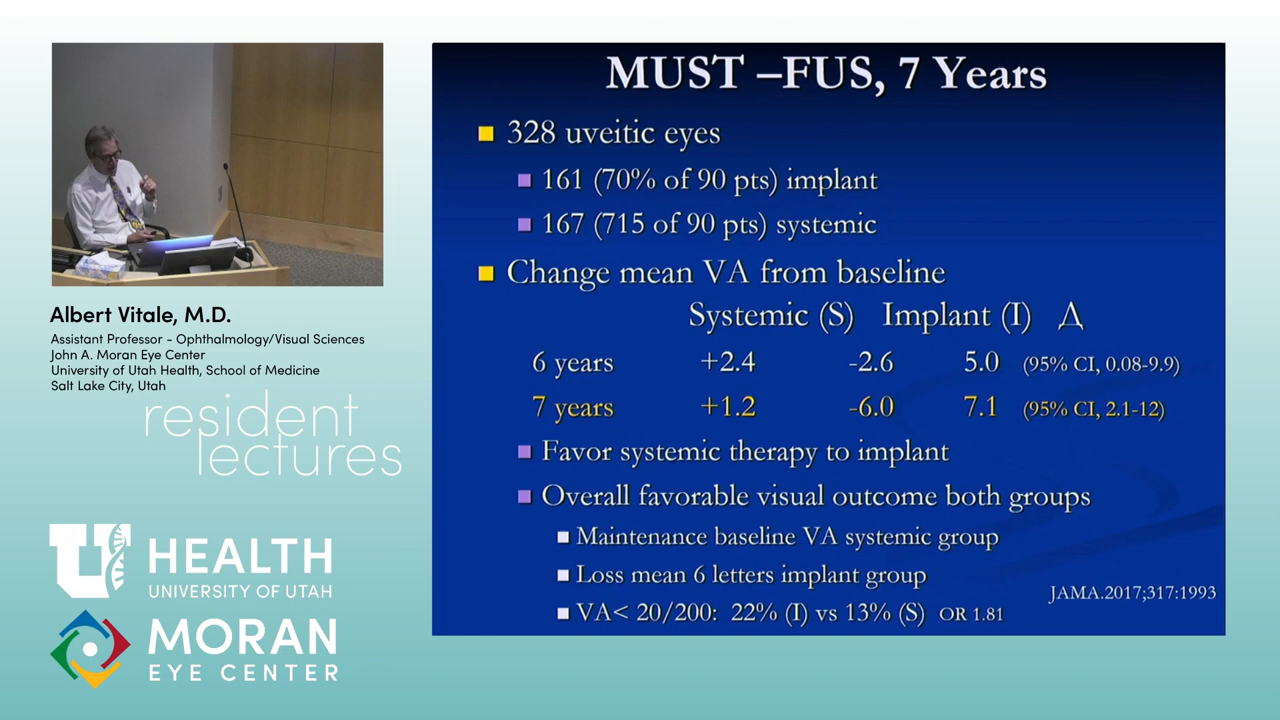 MUST –FUS, 7 Years
328 uveitic eyes
161 (70% of 90 pts) implant
167 (715 of 90 pts) systemic
Change mean VA from baseline
Systemic (S) Implant (I) Δ
6 years +2.4 -2.6 5.0 (95% CI, 0.08-9.9)
7 years +1.2 -6.0 7.1 (95% CI, 2.1-12)
Favor systemic therapy to implant
Overall favorable visual outcome both groups
Maintenance baseline VA systemic group
Loss mean 6 letters implant group
VA< 20/200: 22% (I) vs 13% (S) OR 1.81
JAMA.2017;317:1993
Albert Vitale, M.D.
Assistant Professor - Ophthalmology/Visual Sciences
John A. Moran Eye Center
University of Utah Health, School of Medicine
Salt Lake City, Utah
resident
lectures
U HEALTH
UNIVERSITY OF UTAH
MORAN
EYE CENTER